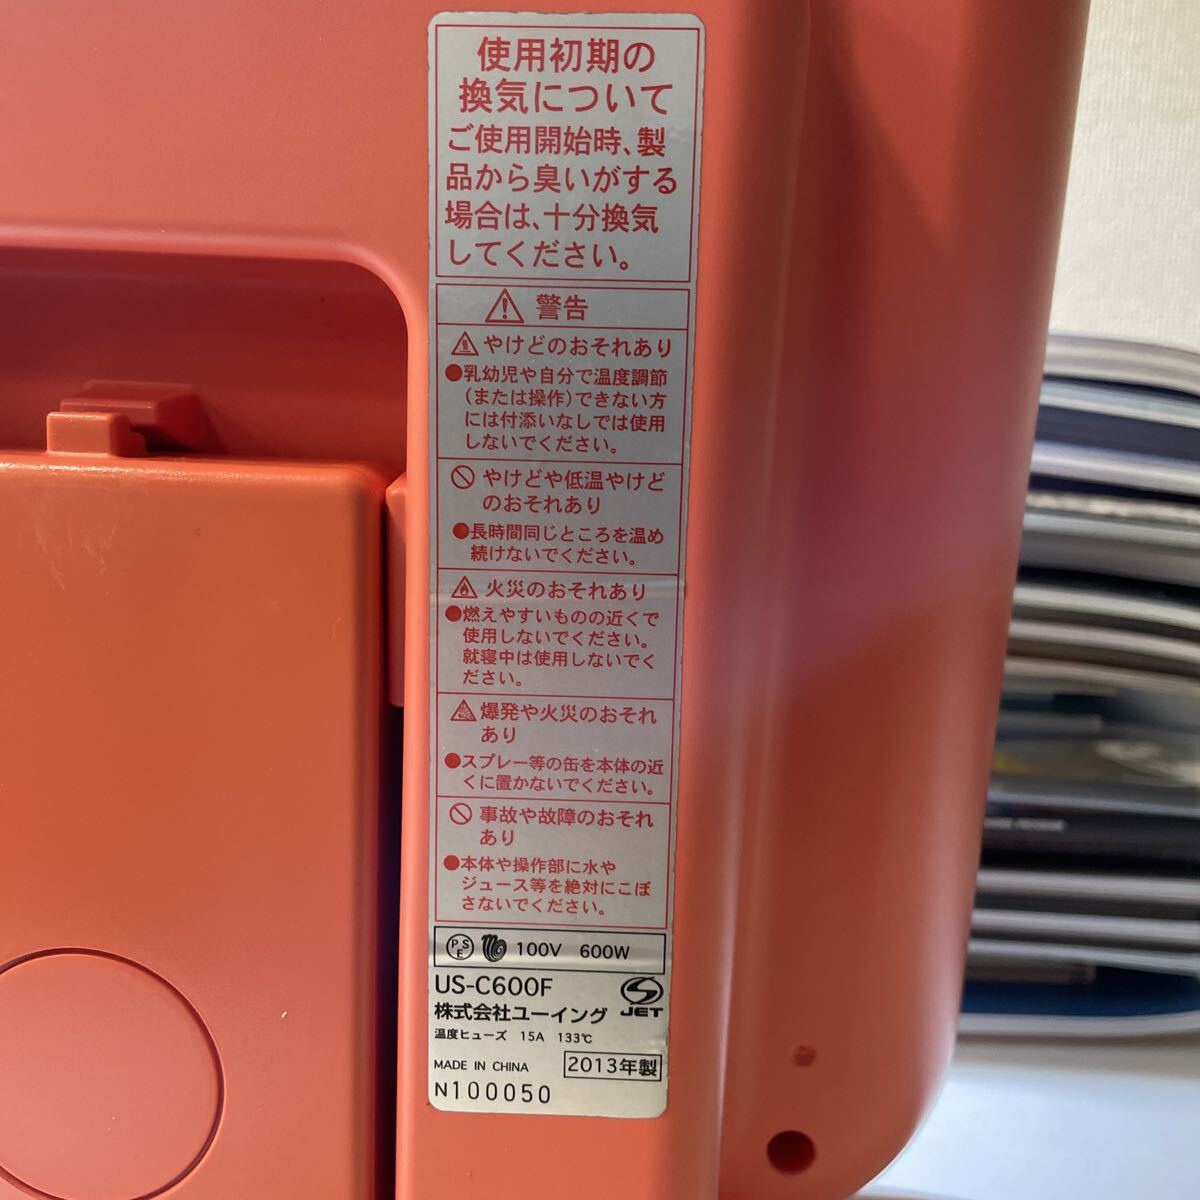 使用初期の
換気について
ご使用開始時、製
品から臭いがする
場合は、十分換気
してください。
警告
やけどのおそれあり
●乳幼児や自分で温度調節
(または操作)できない方
には付添いなしでは使用
しないでください。
やけどや低温やけど
のおそれあり
●長時間同じところを温め
続けないでください。
火災のおそれあり
●燃えやすいものの近くで
使用しないでください。
就寝中は使用しないでく
ださい。
爆発や火災のおそれ
あり
●スプレー等の缶を本体の近
くに置かないでください。
事故や故障のおそれ
あり
●本体や操作部に水や
ジュース等を絶対にこぼ
さないでください。
PSE 100V 600W
US-C600F
JET
株式会社ユーイング
温度ヒューズ 15A 133℃
MADE IN CHINA 2013年製
N100050